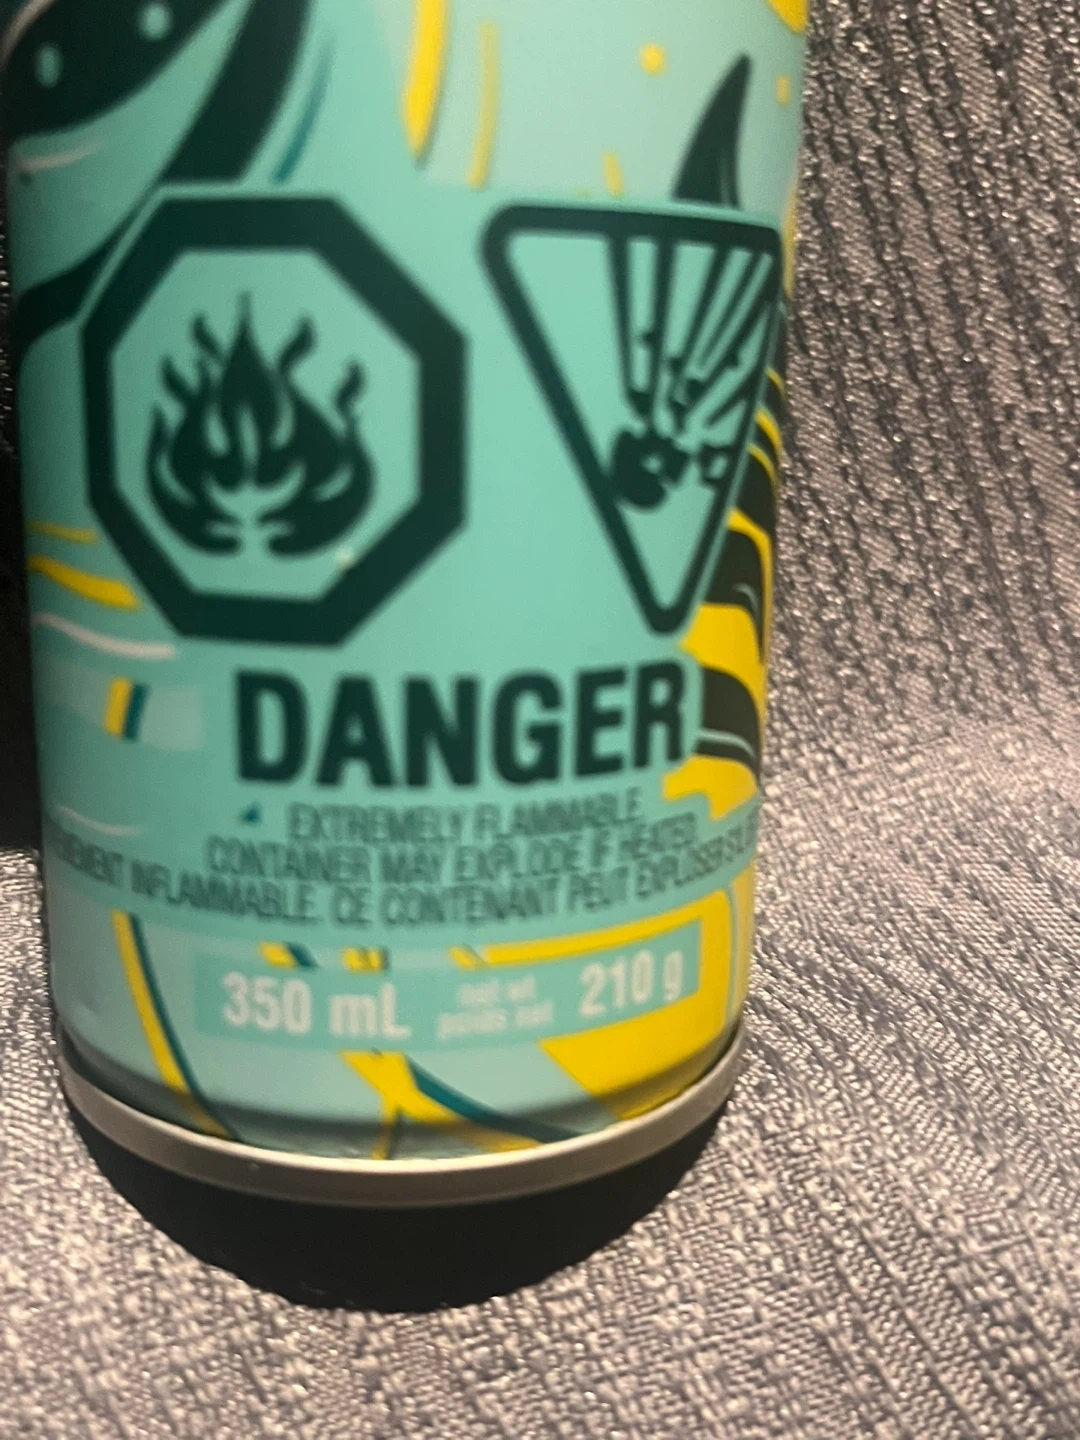 DANGER
EXTREMELY FLAMMABLE.
CONTAINER MAY EXPLODE IF HEATED.
INFLAMMABLE. CE CONTENANT PEUT EXPLOSER
350 mL net wt. poids net 210 g